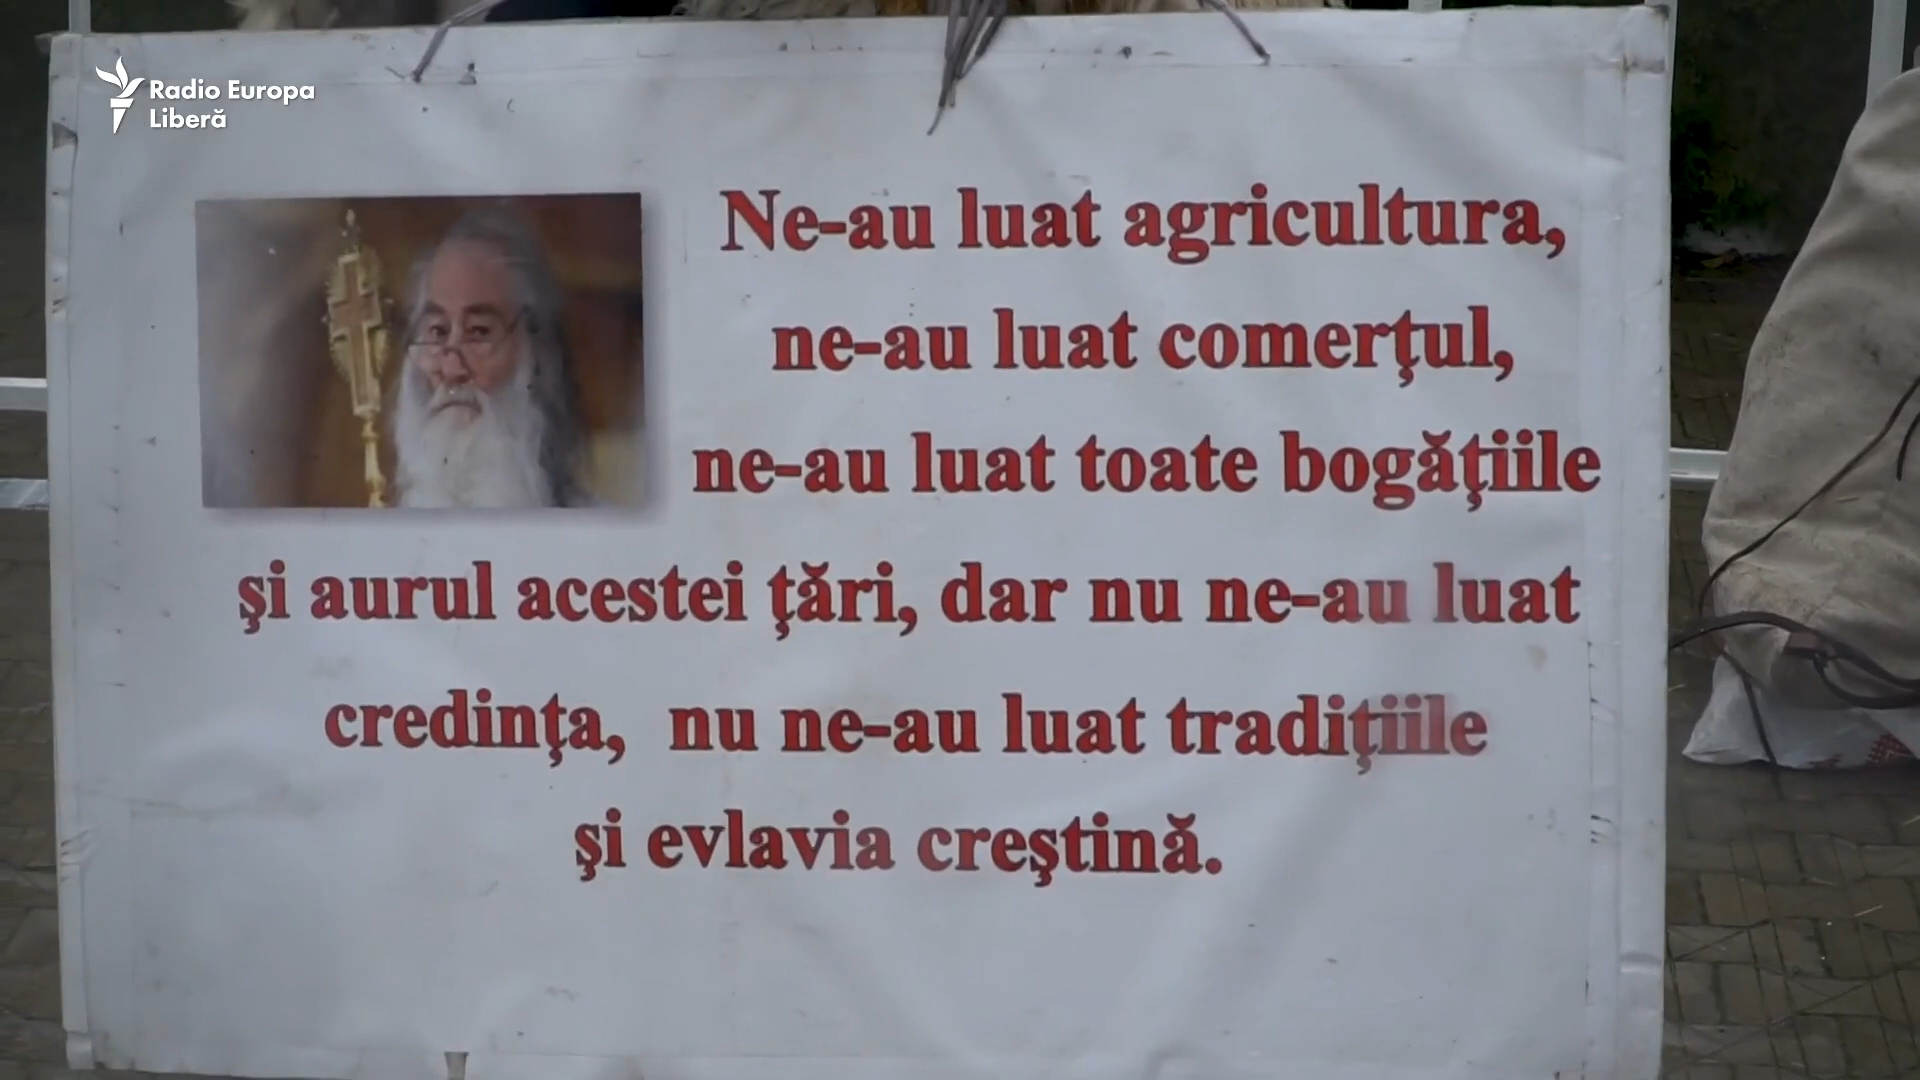 Radio Europa
Liberă
Ne-au luat agricultura,
ne-au luat comerţul,
ne-au luat toate bogăţiile
şi aurul acestei ţări, dar nu ne-au luat
credinţa, nu ne-au luat tradiţiile
şi evlavia creştină.